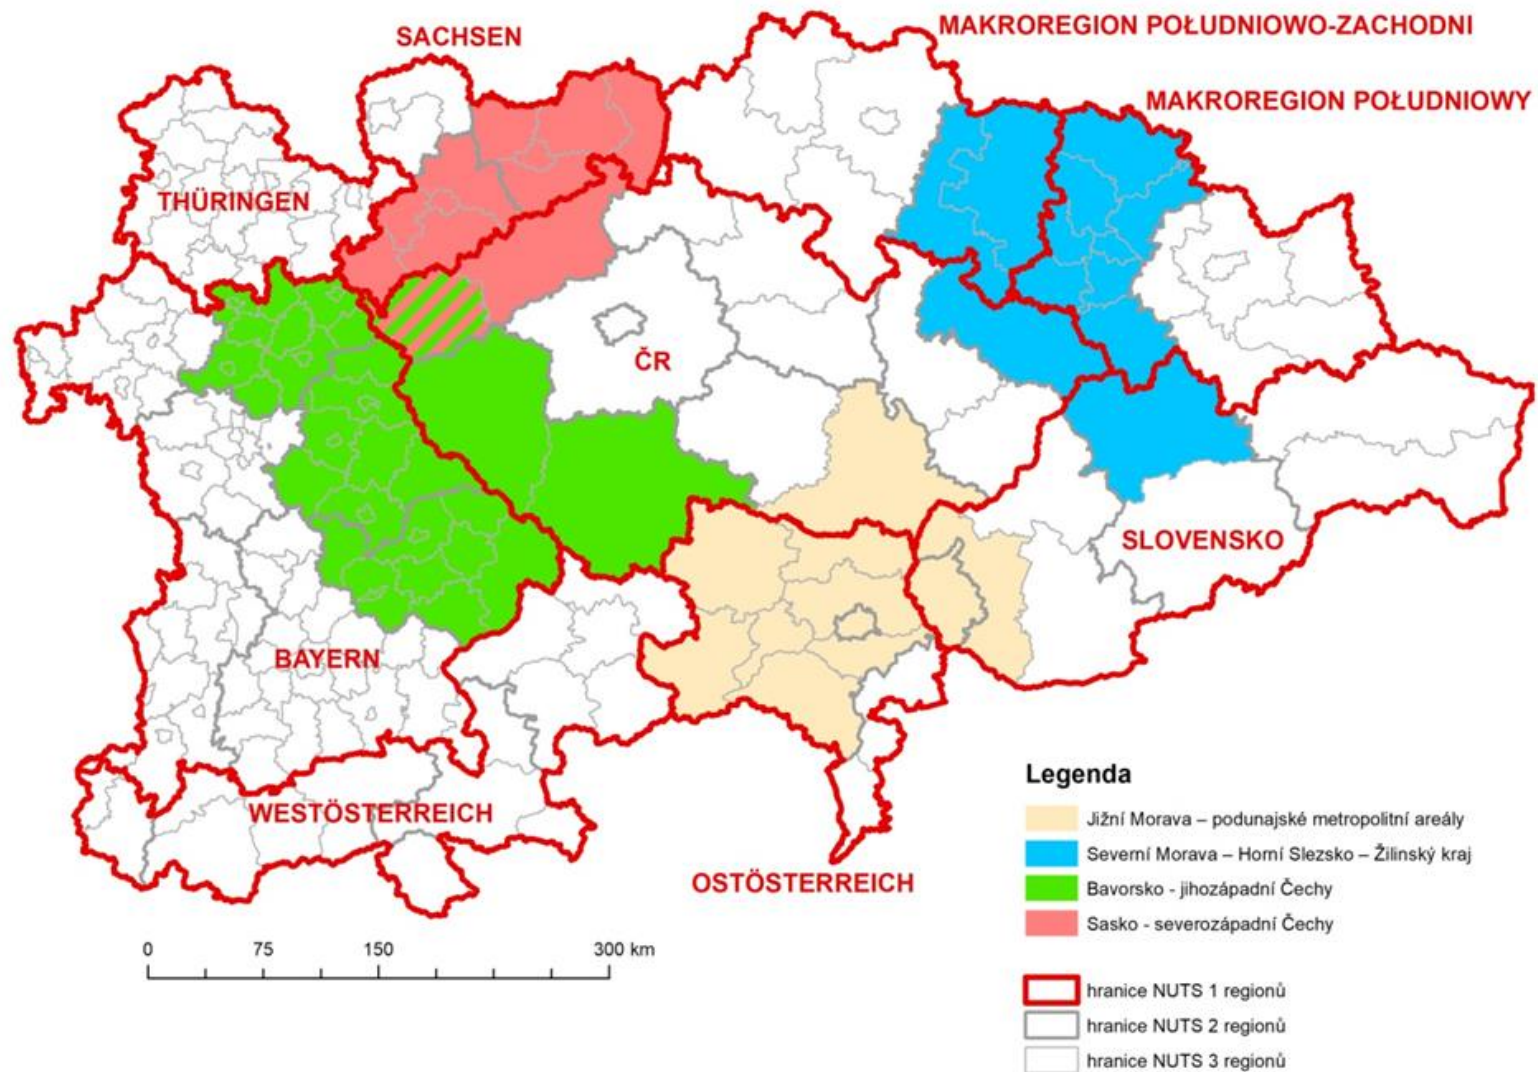 MAKROREGION POŁUDNIOWO-ZACHODNI
SACHSEN
MAKROREGION POŁUDNIOWY
THÜRINGEN
ČR
SLOVENSKO
BAYERN
WESTÖSTERREICH
OSTÖSTERREICH
Legenda
Jižní Morava – podunajské metropolitní areály
Severní Morava – Horní Slezsko – Žilinský kraj
Bavorsko - jihozápadní Čechy
Sasko - severozápadní Čechy
0 75 150 300 km
hranice NUTS 1 regionů
hranice NUTS 2 regionů
hranice NUTS 3 regionů